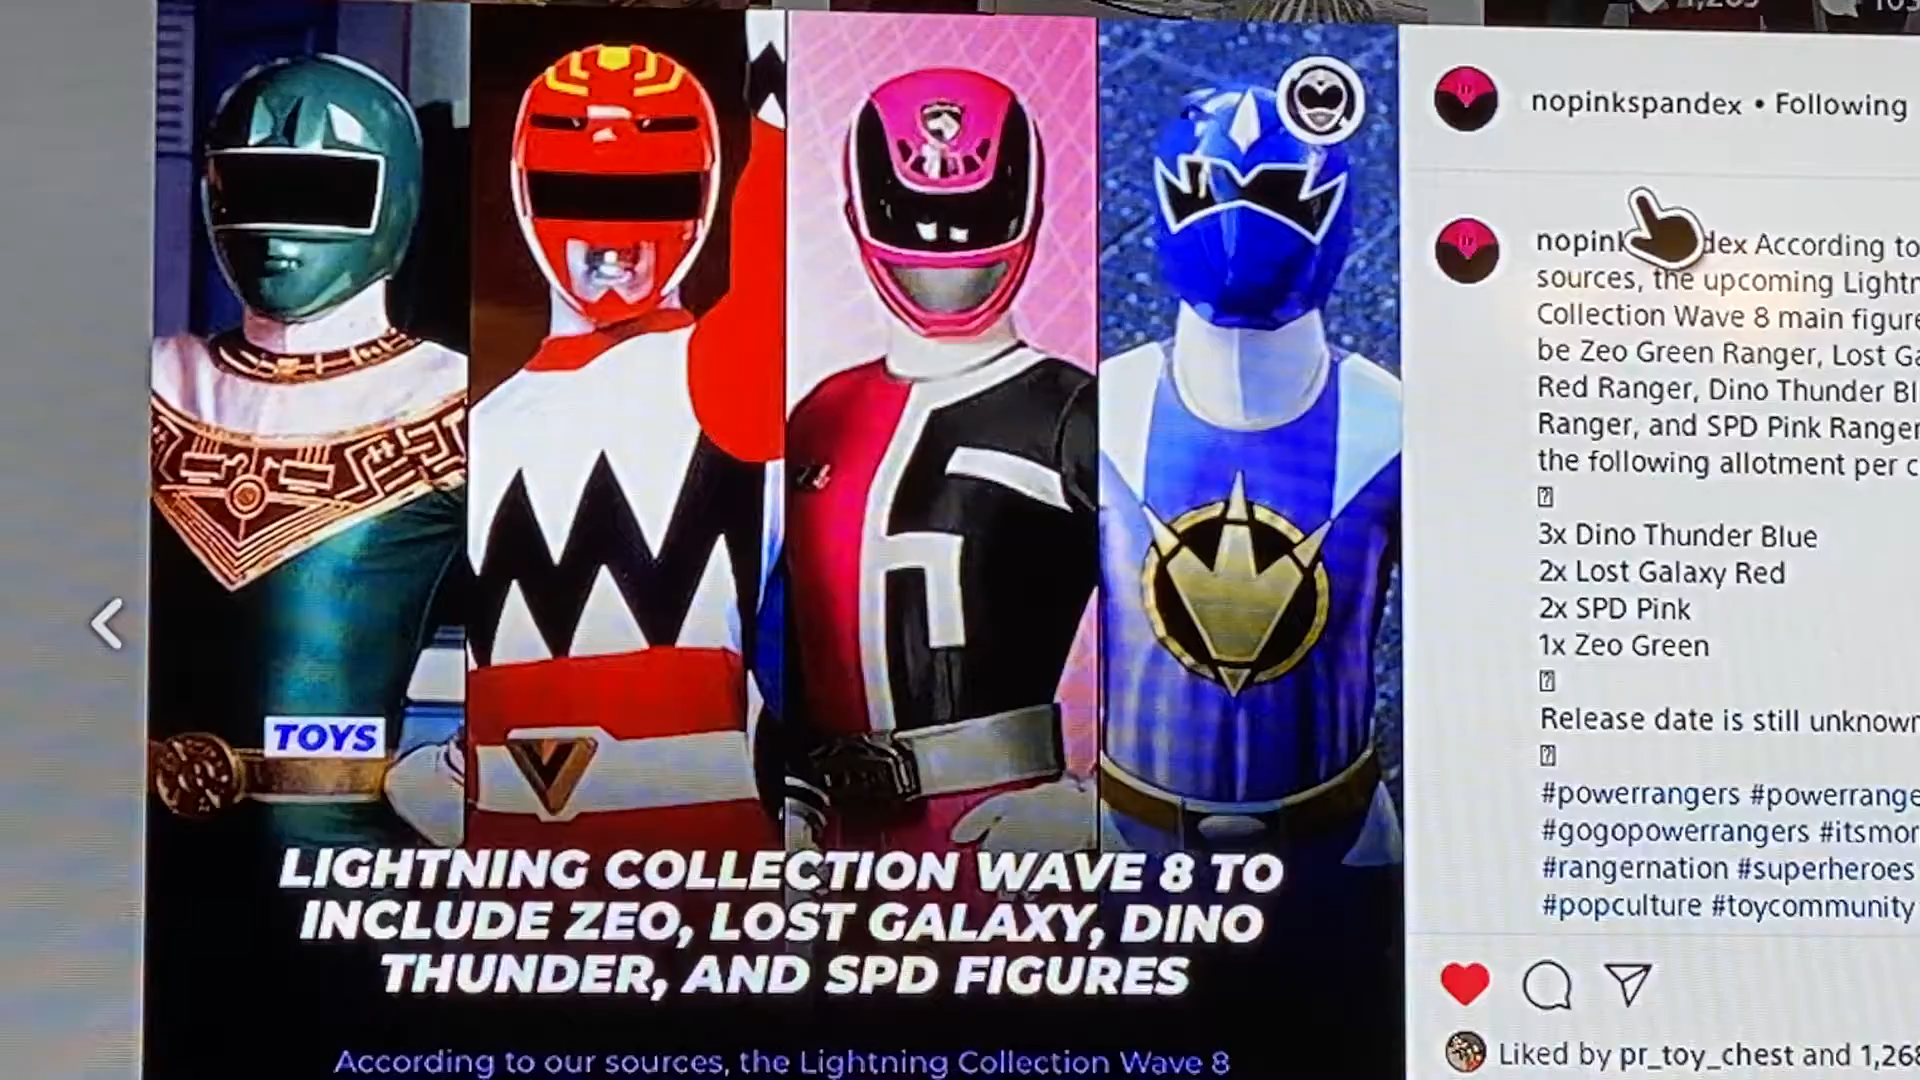 TOYS
LIGHTNING COLLECTION WAVE 8 TO
INCLUDE ZEO, LOST GALAXY, DINO
THUNDER, AND SPD FIGURES
According to our sources, the Lightning Collection Wave 8
nopinkspandex • Following
According to
sources, the upcoming Lightn
Collection Wave 8 main figure
be Zeo Green Ranger, Lost Ga
Red Ranger, Dino Thunder Bl
Ranger, and SPD Pink Ranger
the following allotment per c
3x Dino Thunder Blue
2x Lost Galaxy Red
2x SPD Pink
1x Zeo Green
Release date is still unknown
#powerrangers #powerrange
#gogopowerrangers #itsmor
#rangernation #superheroes
#popculture #toycommunity
Liked by pr_toy_chest and 1,268